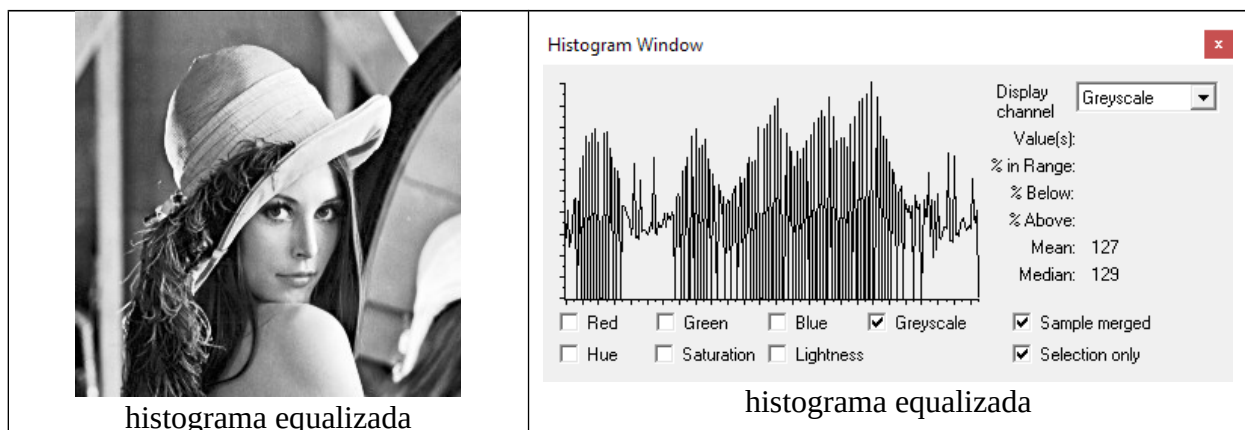 histograma equalizada
Histogram Window
x
Display channel
Greyscale
Value(s):
% in Range:
% Below:
% Above:
Mean: 127
Median: 129
Red Green Blue Greyscale Sample merged
Hue Saturation Lightness Selection only
histograma equalizada